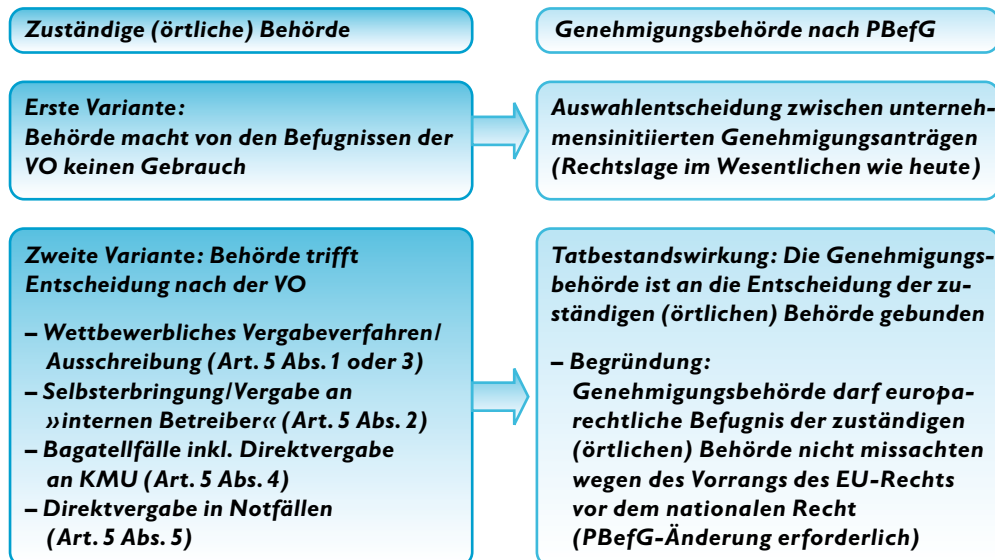 Zuständige (örtliche) Behörde
Genehmigungsbehörde nach PBefG
Erste Variante:
Behörde macht von den Befugnissen der
VO keinen Gebrauch
Auswahlentscheidung zwischen unterneh-
mensinitiierten Genehmigungsanträgen
(Rechtslage im Wesentlichen wie heute)
Zweite Variante: Behörde trifft
Entscheidung nach der VO
– Wettbewerbliches Vergabeverfahren/
Ausschreibung (Art. 5 Abs. 1 oder 3)
– Selbsterbringung/Vergabe an
»internen Betreiber« (Art. 5 Abs. 2)
– Bagatellfälle inkl. Direktvergabe
an KMU (Art. 5 Abs. 4)
– Direktvergabe in Notfällen
(Art. 5 Abs. 5)
Tatbestandswirkung: Die Genehmigungs-
behörde ist an die Entscheidung der zu-
ständigen (örtlichen) Behörde gebunden
– Begründung:
Genehmigungsbehörde darf europa-
rechtliche Befugnis der zuständigen
(örtlichen) Behörde nicht missachten
wegen des Vorrangs des EU-Rechts
vor dem nationalen Recht
(PBefG-Änderung erforderlich)